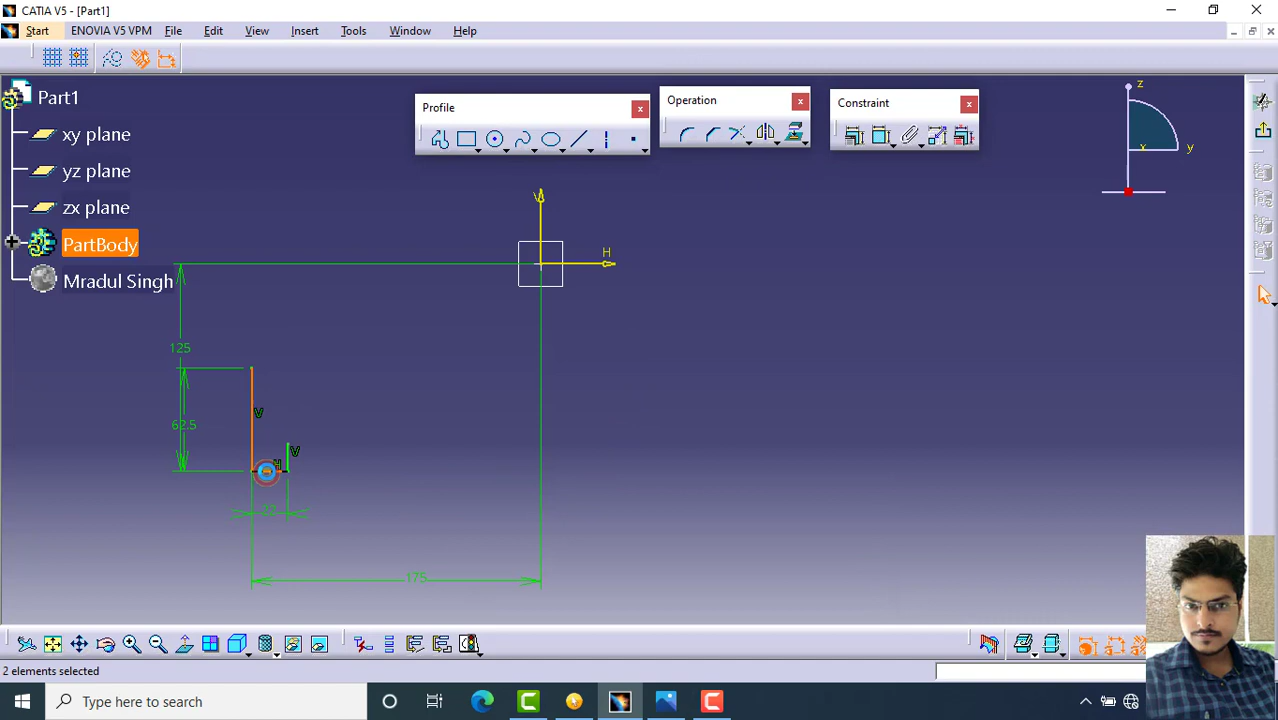 CATIA V5 - [Part1]
Start ENOVIA V5 VPM File Edit View Insert Tools Window Help
Part1
xy plane
yz plane
zx plane
PartBody
Mradul Singh
Profile
Operation
Constraint
z
x
y
V
H
125
62.5
V
V
H
22
175
2 elements selected
Type here to search